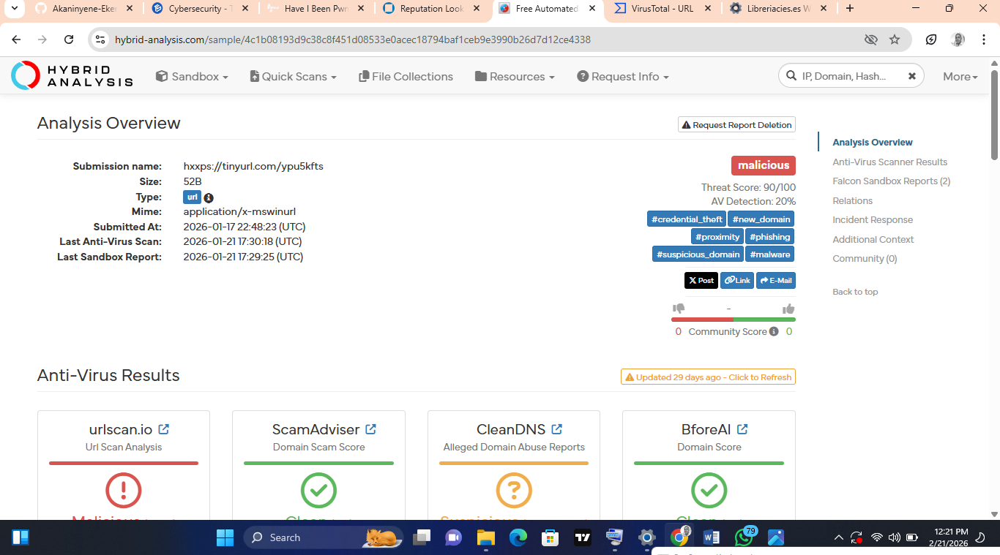 Akaninyene-Eker
Cybersecurity - T
Have I Been Pwn
Reputation Look
Free Automated
VirusTotal - URL
Libreriacies.es W
hybrid-analysis.com/sample/4c1b08193d9c38c8f451d08533e0acec18794baf1ceb9e3990b26d7d12ce4338
HYBRID
ANALYSIS
Sandbox
Quick Scans
File Collections
Resources
Request Info
IP, Domain, Hash...
More
Analysis Overview
Request Report Deletion
Submission name: hxxps://tinyurl.com/ypu5kfts
Size: 52B
Type: url
Mime: application/x-mswinurl
Submitted At: 2026-01-17 22:48:23 (UTC)
Last Anti-Virus Scan: 2026-01-21 17:30:18 (UTC)
Last Sandbox Report: 2026-01-21 17:29:25 (UTC)
malicious
Threat Score: 90/100
AV Detection: 20%
#credential_theft #new_domain
#proximity #phishing
#suspicious_domain #malware
X Post Link E-Mail
-
0 Community Score 0
Analysis Overview
Anti-Virus Scanner Results
Falcon Sandbox Reports (2)
Relations
Incident Response
Additional Context
Community (0)
Back to top
Anti-Virus Results
Updated 29 days ago - Click to Refresh
urlscan.io
Url Scan Analysis
ScamAdviser
Domain Scam Score
CleanDNS
Alleged Domain Abuse Reports
BforeAI
Domain Score
Search
79
12:21 PM
2/21/2026